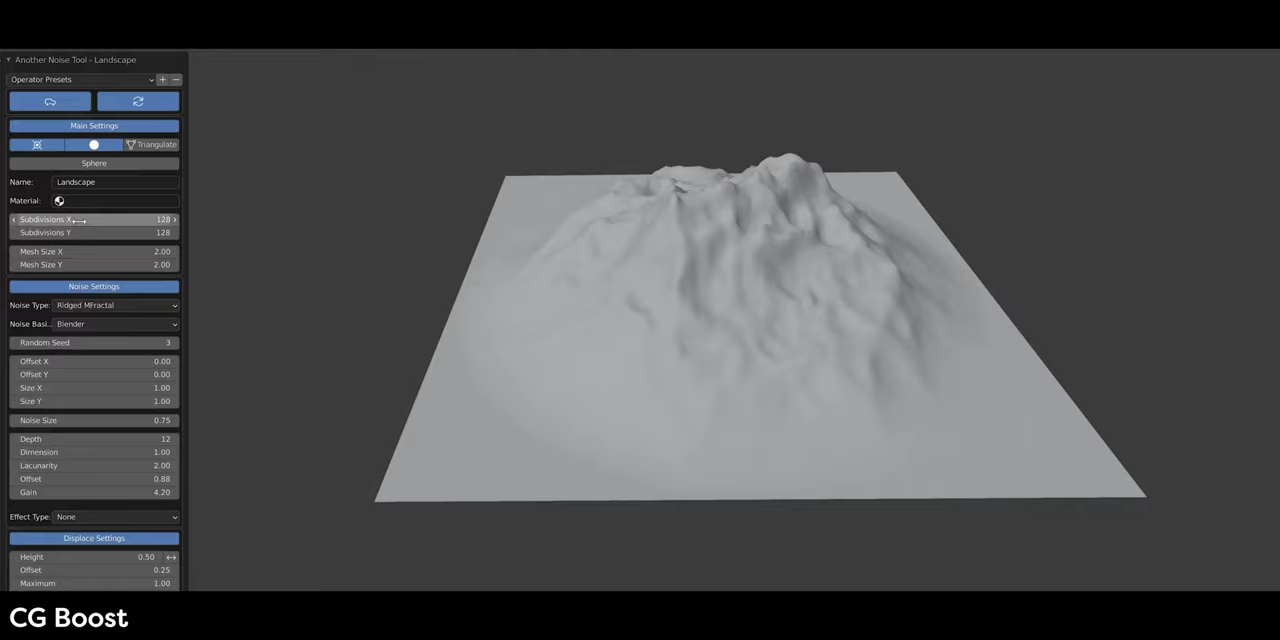 Another Noise Tool - Landscape
Operator Presets
Main Settings
Triangulate
Sphere
Name: Landscape
Material:
Subdivisions X 128
Subdivisions Y 128
Mesh Size X 2.00
Mesh Size Y 2.00
Noise Settings
Noise Type: Ridged MFractal
Noise Basi... Blender
Random Seed 3
Offset X 0.00
Offset Y 0.00
Size X 1.00
Size Y 1.00
Noise Size 0.75
Depth 12
Dimension 1.00
Lacunarity 2.00
Offset 0.88
Gain 4.20
Effect Type: None
Displace Settings
Height 0.50
Offset 0.25
Maximum 1.00
CG Boost